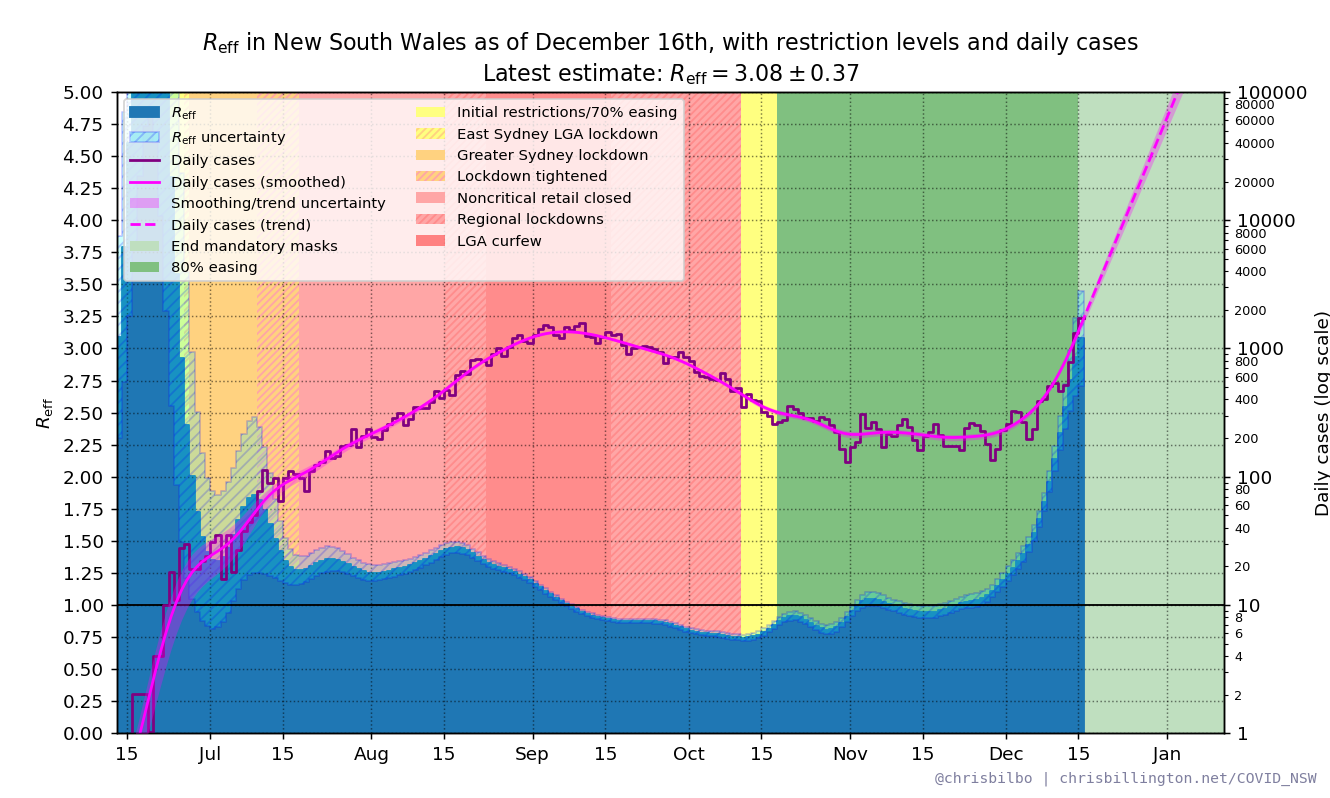 R_eff in New South Wales as of December 16th, with restriction levels and daily cases
Latest estimate: R_eff = 3.08 ± 0.37
R_eff
R_eff uncertainty
Daily cases
Daily cases (smoothed)
Smoothing/trend uncertainty
Daily cases (trend)
End mandatory masks
80% easing
Initial restrictions/70% easing
East Sydney LGA lockdown
Greater Sydney lockdown
Lockdown tightened
Noncritical retail closed
Regional lockdowns
LGA curfew
R_eff
5.00
4.75
4.50
4.25
4.00
3.75
3.50
3.25
3.00
2.75
2.50
2.25
2.00
1.75
1.50
1.25
1.00
0.75
0.50
0.25
0.00
100000
80000
60000
40000
20000
10000
8000
6000
4000
2000
1000
800
600
400
200
100
80
60
40
20
10
8
6
4
2
1
Daily cases (log scale)
15 Jul 15 Aug 15 Sep 15 Oct 15 Nov 15 Dec 15 Jan
@chrisbilbo | chrisbillington.net/COVID_NSW